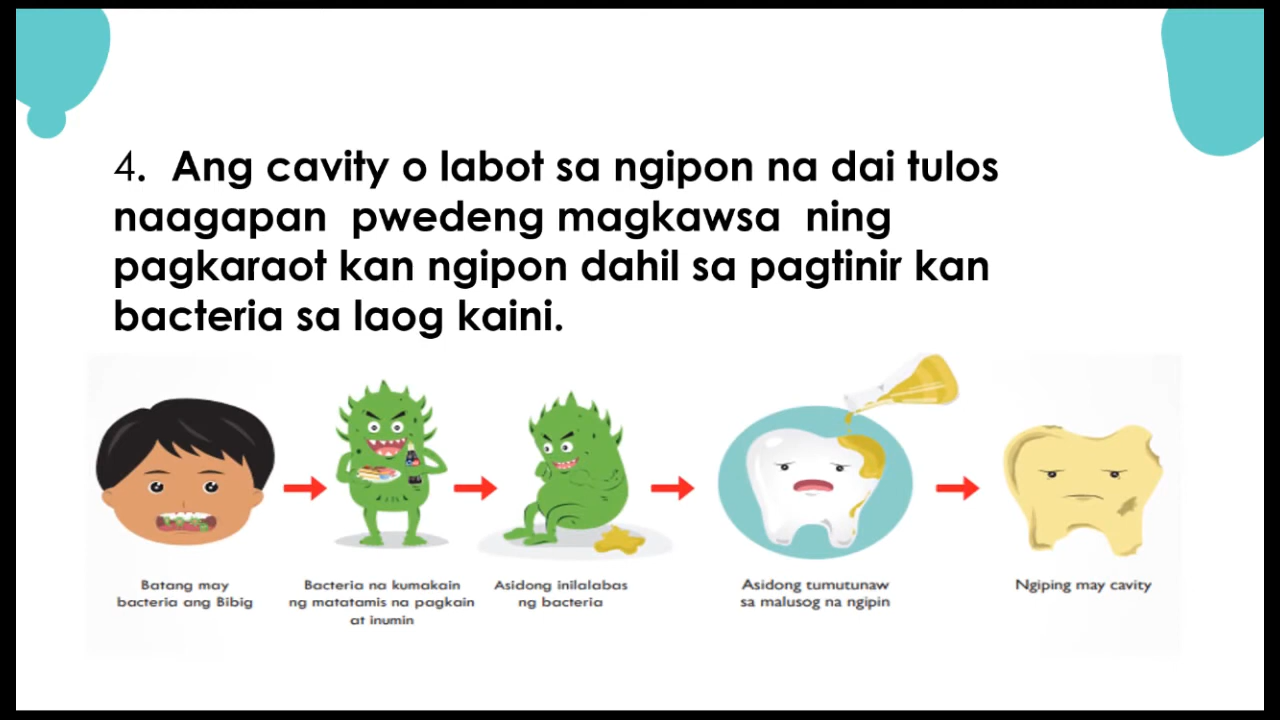 4. Ang cavity o labot sa ngipon na dai tulos
naagapan pwedeng magkawsa ning
pagkaraot kan ngipon dahil sa pagtinir kan
bacteria sa laog kaini.
Batang may
bacteria ang Bibig
Bacteria na kumakain
ng matatamis na pagkain
at inumin
Asidong inilalabas
ng bacteria
Asidong tumutunaw
sa malusog na ngipin
Ngiping may cavity